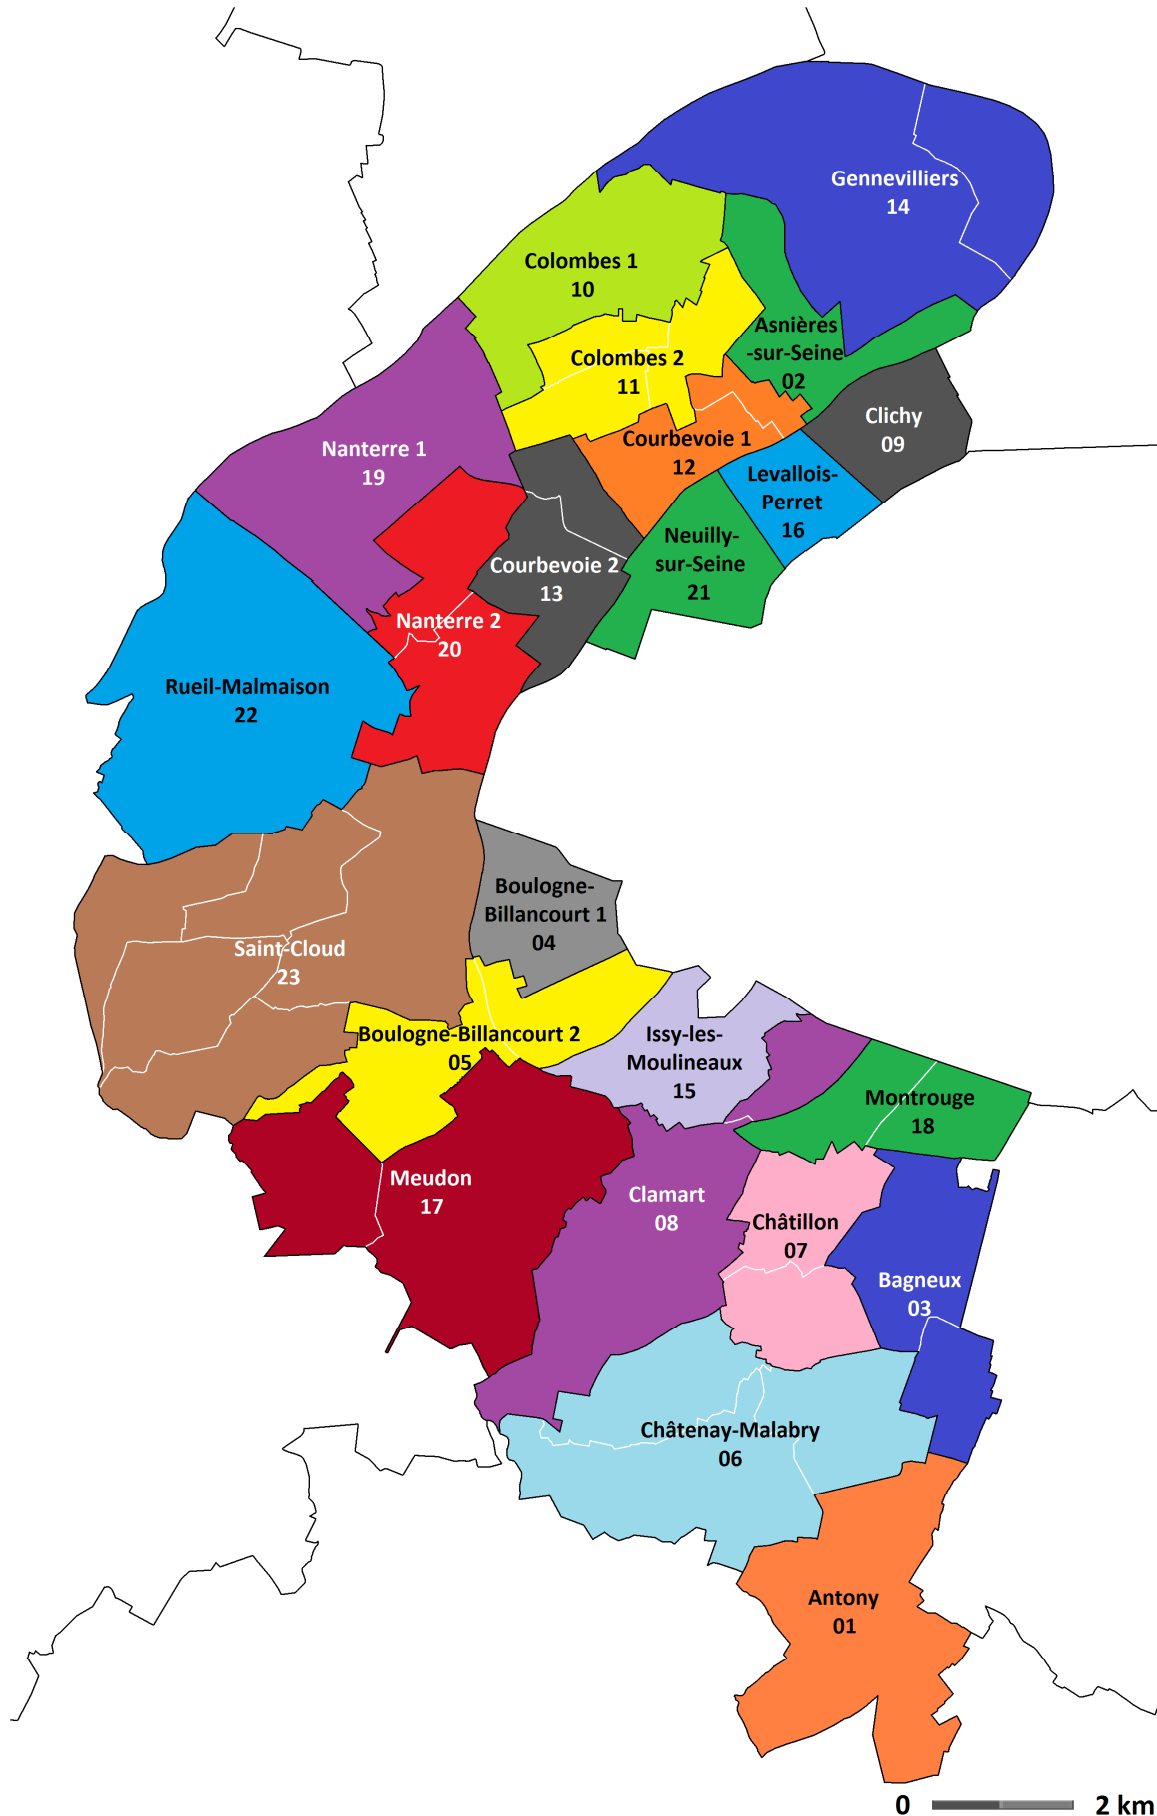 Gennevilliers
14
Colombes 1
10
Asnières
-sur-Seine
02
Colombes 2
11
Clichy
09
Courbevoie 1
12
Nanterre 1
19
Levallois-
Perret
16
Neuilly-
sur-Seine
21
Courbevoie 2
13
Nanterre 2
20
Rueil-Malmaison
22
Boulogne-
Billancourt 1
04
Saint-Cloud
23
Boulogne-Billancourt 2
05
Issy-les-
Moulineaux
15
Montrouge
18
Meudon
17
Clamart
08
Châtillon
07
Bagneux
03
Châtenay-Malabry
06
Antony
01
0 2 km